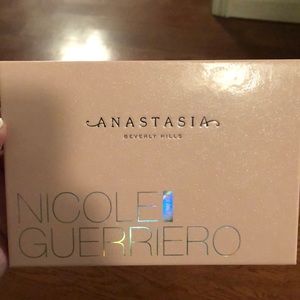 ANASTASIA
BEVERLY HILLS
NICOLE
GUERRIERO